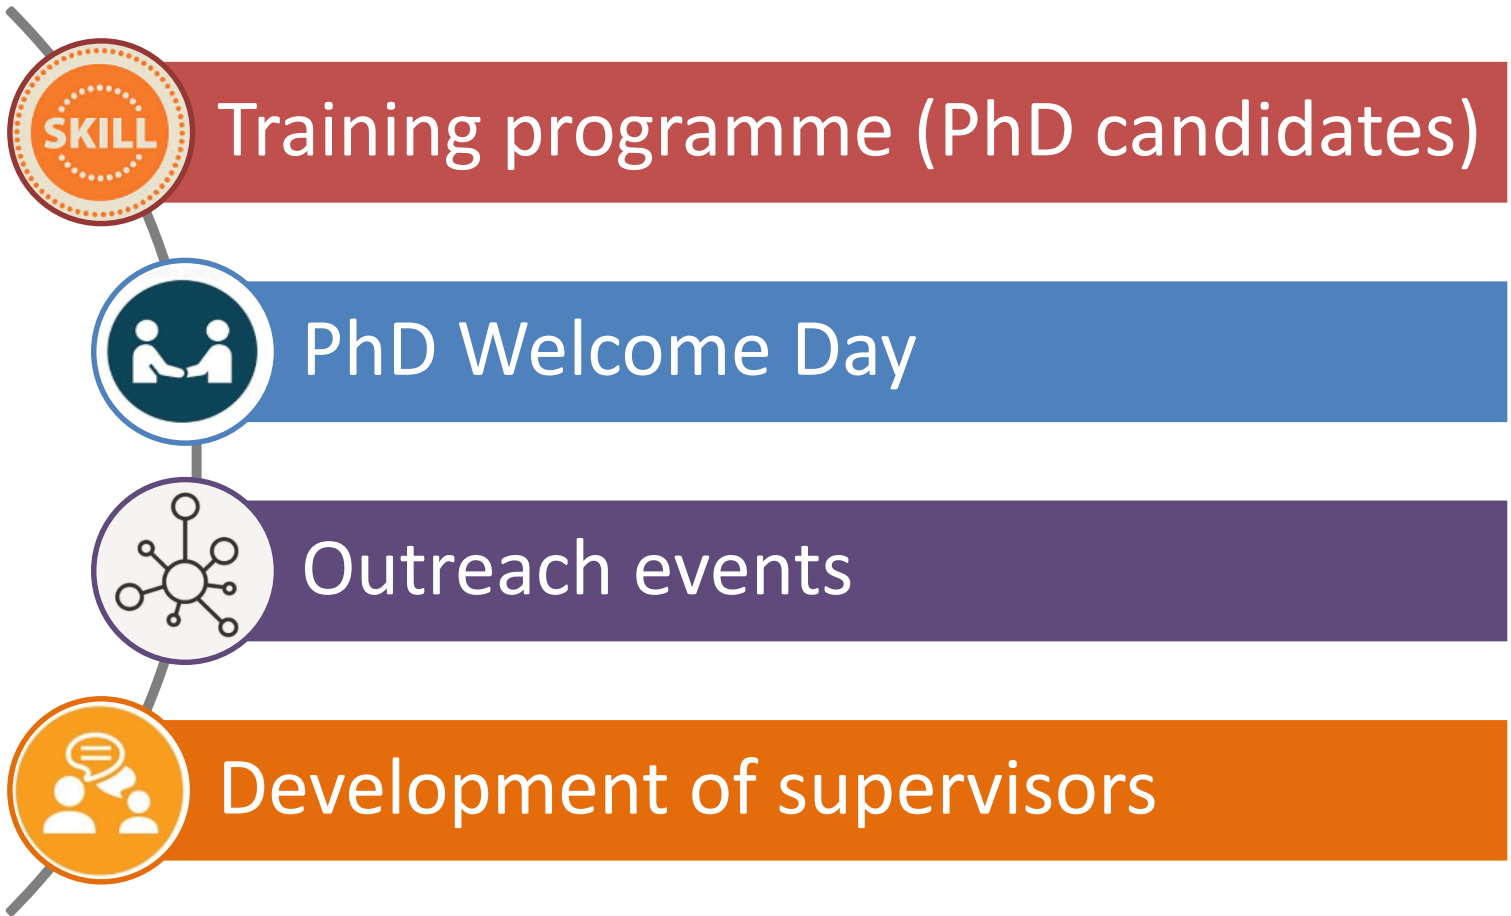 SKILL
Training programme (PhD candidates)
PhD Welcome Day
Outreach events
Development of supervisors